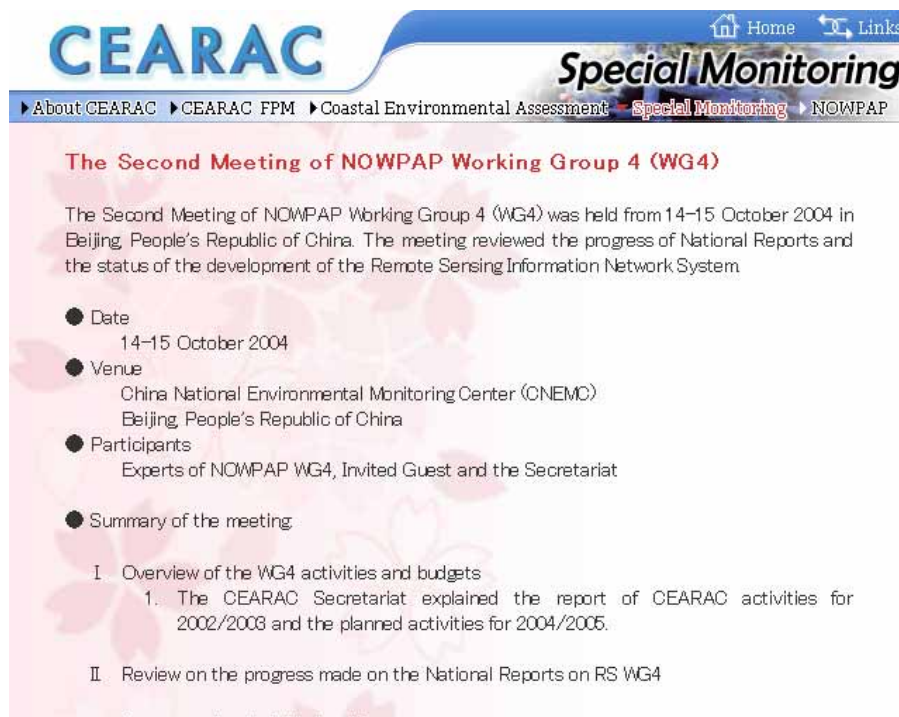 Home Links
CEARAC
Special Monitoring
About CEARAC CEARAC FPM Coastal Environmental Assessment Special Monitoring NOWPAP
The Second Meeting of NOWPAP Working Group 4 (WG4)
The Second Meeting of NOWPAP Working Group 4 (WG4) was held from 14-15 October 2004 in
Beijing, People's Republic of China. The meeting reviewed the progress of National Reports and
the status of the development of the Remote Sensing Information Network System.
● Date
14-15 October 2004
● Venue
China National Environmental Monitoring Center (CNEMC)
Beijing, People's Republic of China
● Participants
Experts of NOWPAP WG4, Invited Guest and the Secretariat
● Summary of the meeting:
I Overview of the WG4 activities and budgets
1. The CEARAC Secretariat explained the report of CEARAC activities for
2002/2003 and the planned activities for 2004/2005.
II Review on the progress made on the National Reports on RS WG4